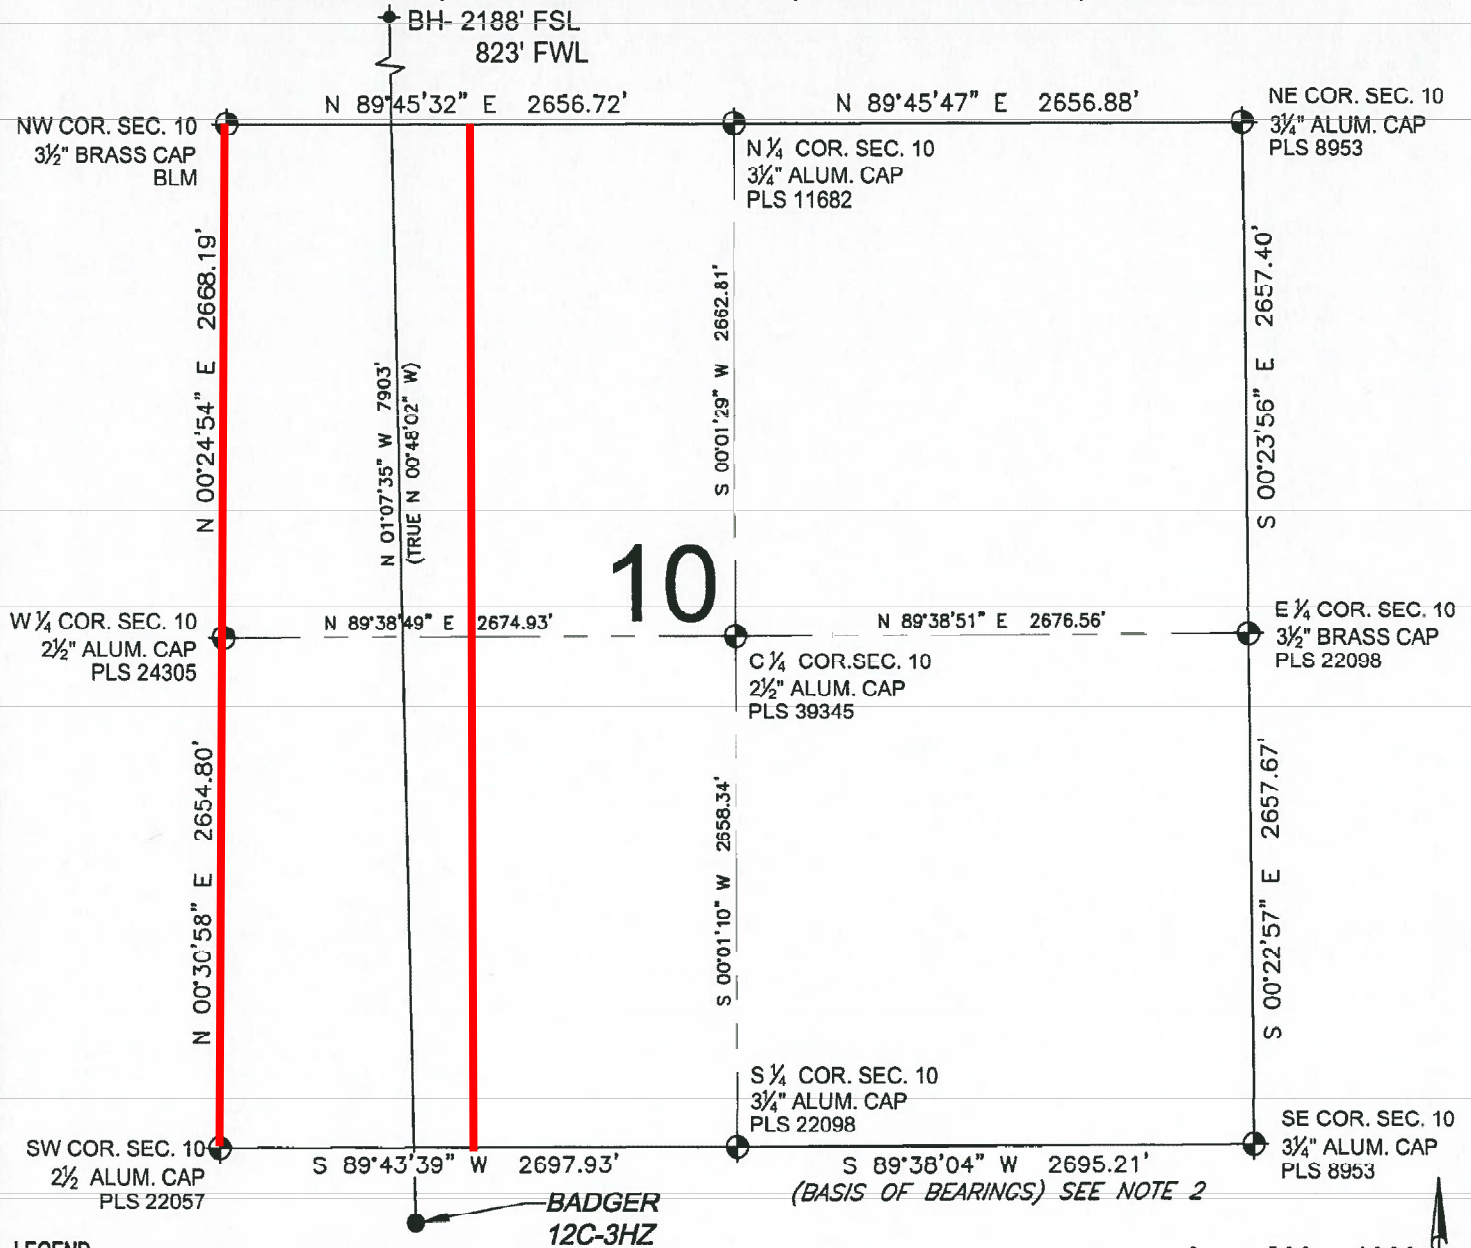 BH- 2188' FSL
823' FWL
N 89°45'32" E 2656.72'
N 89°45'47" E 2656.88'
NW COR. SEC. 10
3½" BRASS CAP
BLM
N ¼ COR. SEC. 10
3¼" ALUM. CAP
PLS 11682
NE COR. SEC. 10
3¼" ALUM. CAP
PLS 8953
N 00°24'54" E 2668.19'
N 01°07'35" W 7903'
(TRUE N 00°48'02" W)
S 00°01'29" W 2662.81'
S 00°23'56" E 2657.40'
10
W ¼ COR. SEC. 10
2½" ALUM. CAP
PLS 24305
N 89°38'49" E 2674.93'
C ¼ COR.SEC. 10
2½" ALUM. CAP
PLS 39345
N 89°38'51" E 2676.56'
E ¼ COR. SEC. 10
3½" BRASS CAP
PLS 22098
N 00°30'58" E 2654.80'
S 00°01'10" W 2658.34'
S 00°22'57" E 2657.67'
SW COR. SEC. 10
2½ ALUM. CAP
PLS 22057
S 89°43'39" W 2697.93'
S ¼ COR. SEC. 10
3¼" ALUM. CAP
PLS 22098
S 89°38'04" W 2695.21'
(BASIS OF BEARINGS) SEE NOTE 2
SE COR. SEC. 10
3¼" ALUM. CAP
PLS 8953
BADGER
12C-3HZ
LEGEND